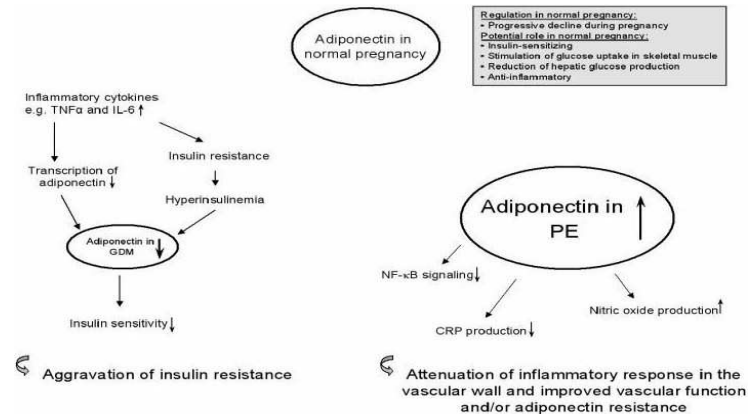 Adiponectin in
normal pregnancy
Regulation in normal pregnancy:
• Progressive decline during pregnancy
Potential role in normal pregnancy:
• Insulin-sensitizing
• Stimulation of glucose uptake in skeletal muscle
• Reduction of hepatic glucose production
• Anti-inflammatory
Inflammatory cytokines
e.g. TNFα and IL-6 ↑
Transcription of
adiponectin ↓
Insulin resistance
Hyperinsulinemia
Adiponectin in
GDM ↓
Insulin sensitivity ↓
Aggravation of insulin resistance
Adiponectin in
PE ↑
NF-κB signaling ↓
CRP production ↓
Nitric oxide production ↑
Attenuation of inflammatory response in the
vascular wall and improved vascular function
and/or adiponectin resistance